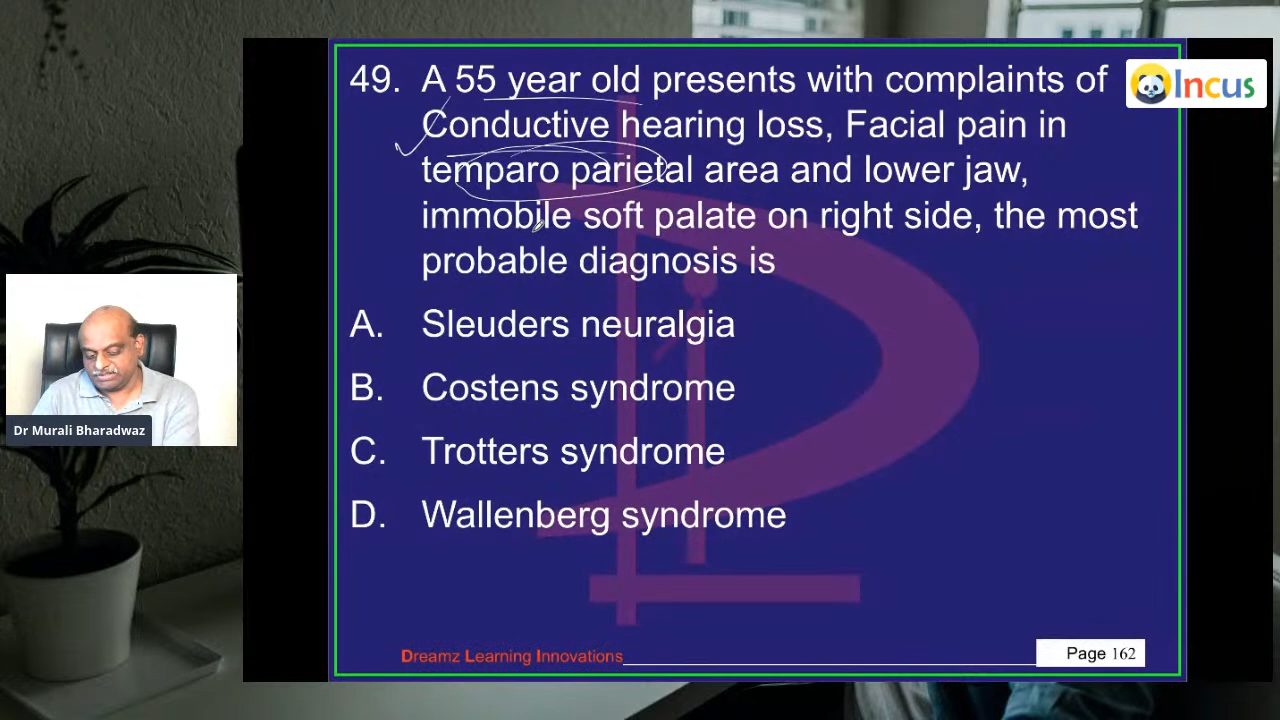 49. A 55 year old presents with complaints of
Conductive hearing loss, Facial pain in
temparo parietal area and lower jaw,
immobile soft palate on right side, the most
probable diagnosis is
A. Sleuders neuralgia
B. Costens syndrome
C. Trotters syndrome
D. Wallenberg syndrome
Dreamz Learning Innovations
Page 162
Incus
Dr Murali Bharadwaz